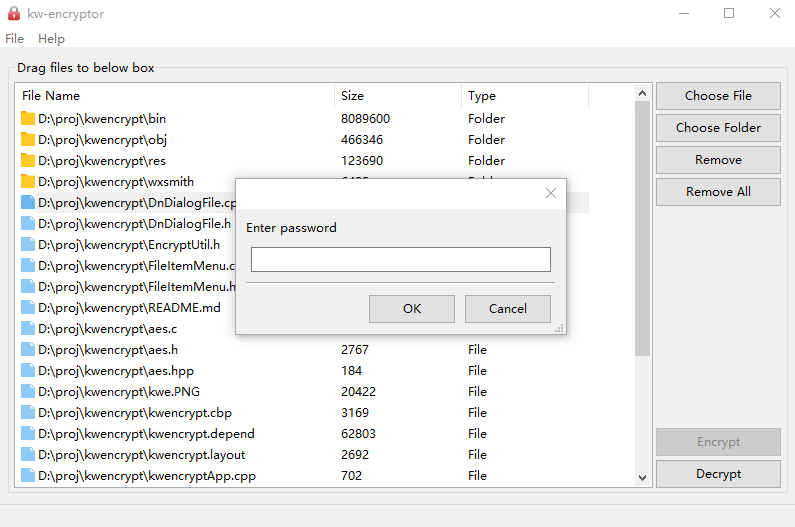 kw-encryptor
File Help
Drag files to below box
File Name Size Type
D:\proj\kwencrypt\bin 8089600 Folder
D:\proj\kwencrypt\obj 466346 Folder
D:\proj\kwencrypt\res 123690 Folder
D:\proj\kwencrypt\wxsmith
D:\proj\kwencrypt\DnDialogFile.cp
D:\proj\kwencrypt\DnDialogFile.h
D:\proj\kwencrypt\EncryptUtil.h
D:\proj\kwencrypt\FileItemMenu.c
D:\proj\kwencrypt\FileItemMenu.h
D:\proj\kwencrypt\README.md
D:\proj\kwencrypt\aes.c
D:\proj\kwencrypt\aes.h 2767 File
D:\proj\kwencrypt\aes.hpp 184 File
D:\proj\kwencrypt\kwe.PNG 20422 File
D:\proj\kwencrypt\kwencrypt.cbp 3169 File
D:\proj\kwencrypt\kwencrypt.depend 62803 File
D:\proj\kwencrypt\kwencrypt.layout 2692 File
D:\proj\kwencrypt\kwencryptApp.cpp 702 File
Enter password
OK Cancel
Choose File
Choose Folder
Remove
Remove All
Encrypt
Decrypt